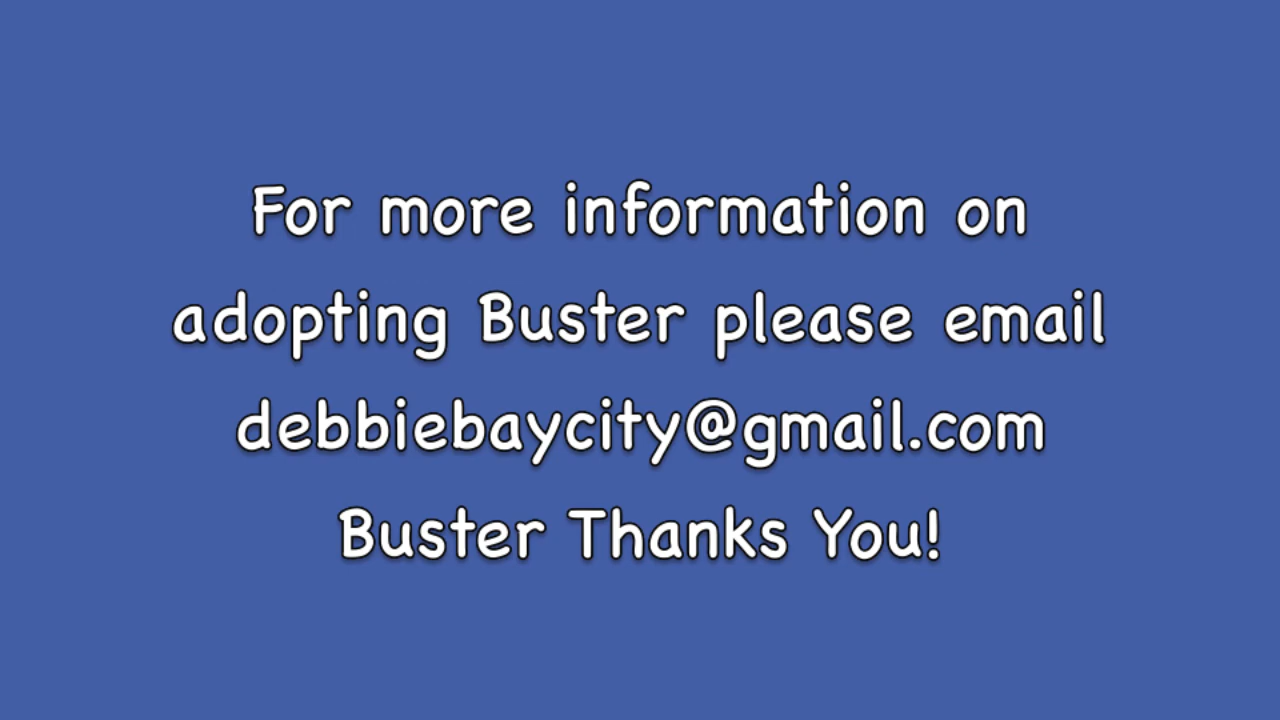 For more information on
adopting Buster please email
debbiebaycity@gmail.com
Buster Thanks You!